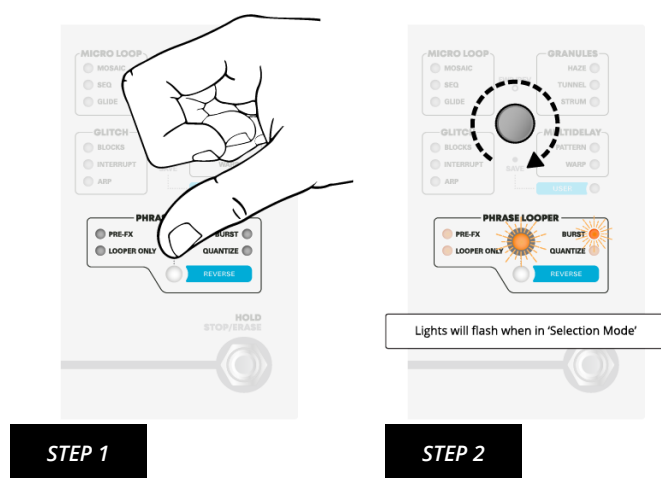 MICRO LOOP
MOSAIC
SEQ
GLIDE
GLITCH
BLOCKS
INTERRUPT
ARP
PHRA
PRE-FX
BURST
LOOPER ONLY
QUANTIZE
REVERSE
HOLD
STOP/ERASE
STEP 1
MICRO LOOP
GRANULES
MOSAIC
HAZE
SEQ
TUNNEL
GLIDE
STRUM
GLITC
MULTIDELAY
BLOCKS
PATTERN
INTERRUPT
WARP
SAVE
ARP
USER
PHRASE LOOPER
PRE-FX
BURST
LOOPER ONLY
QUANTIZE
REVERSE
Lights will flash when in ‘Selection Mode’
STEP 2